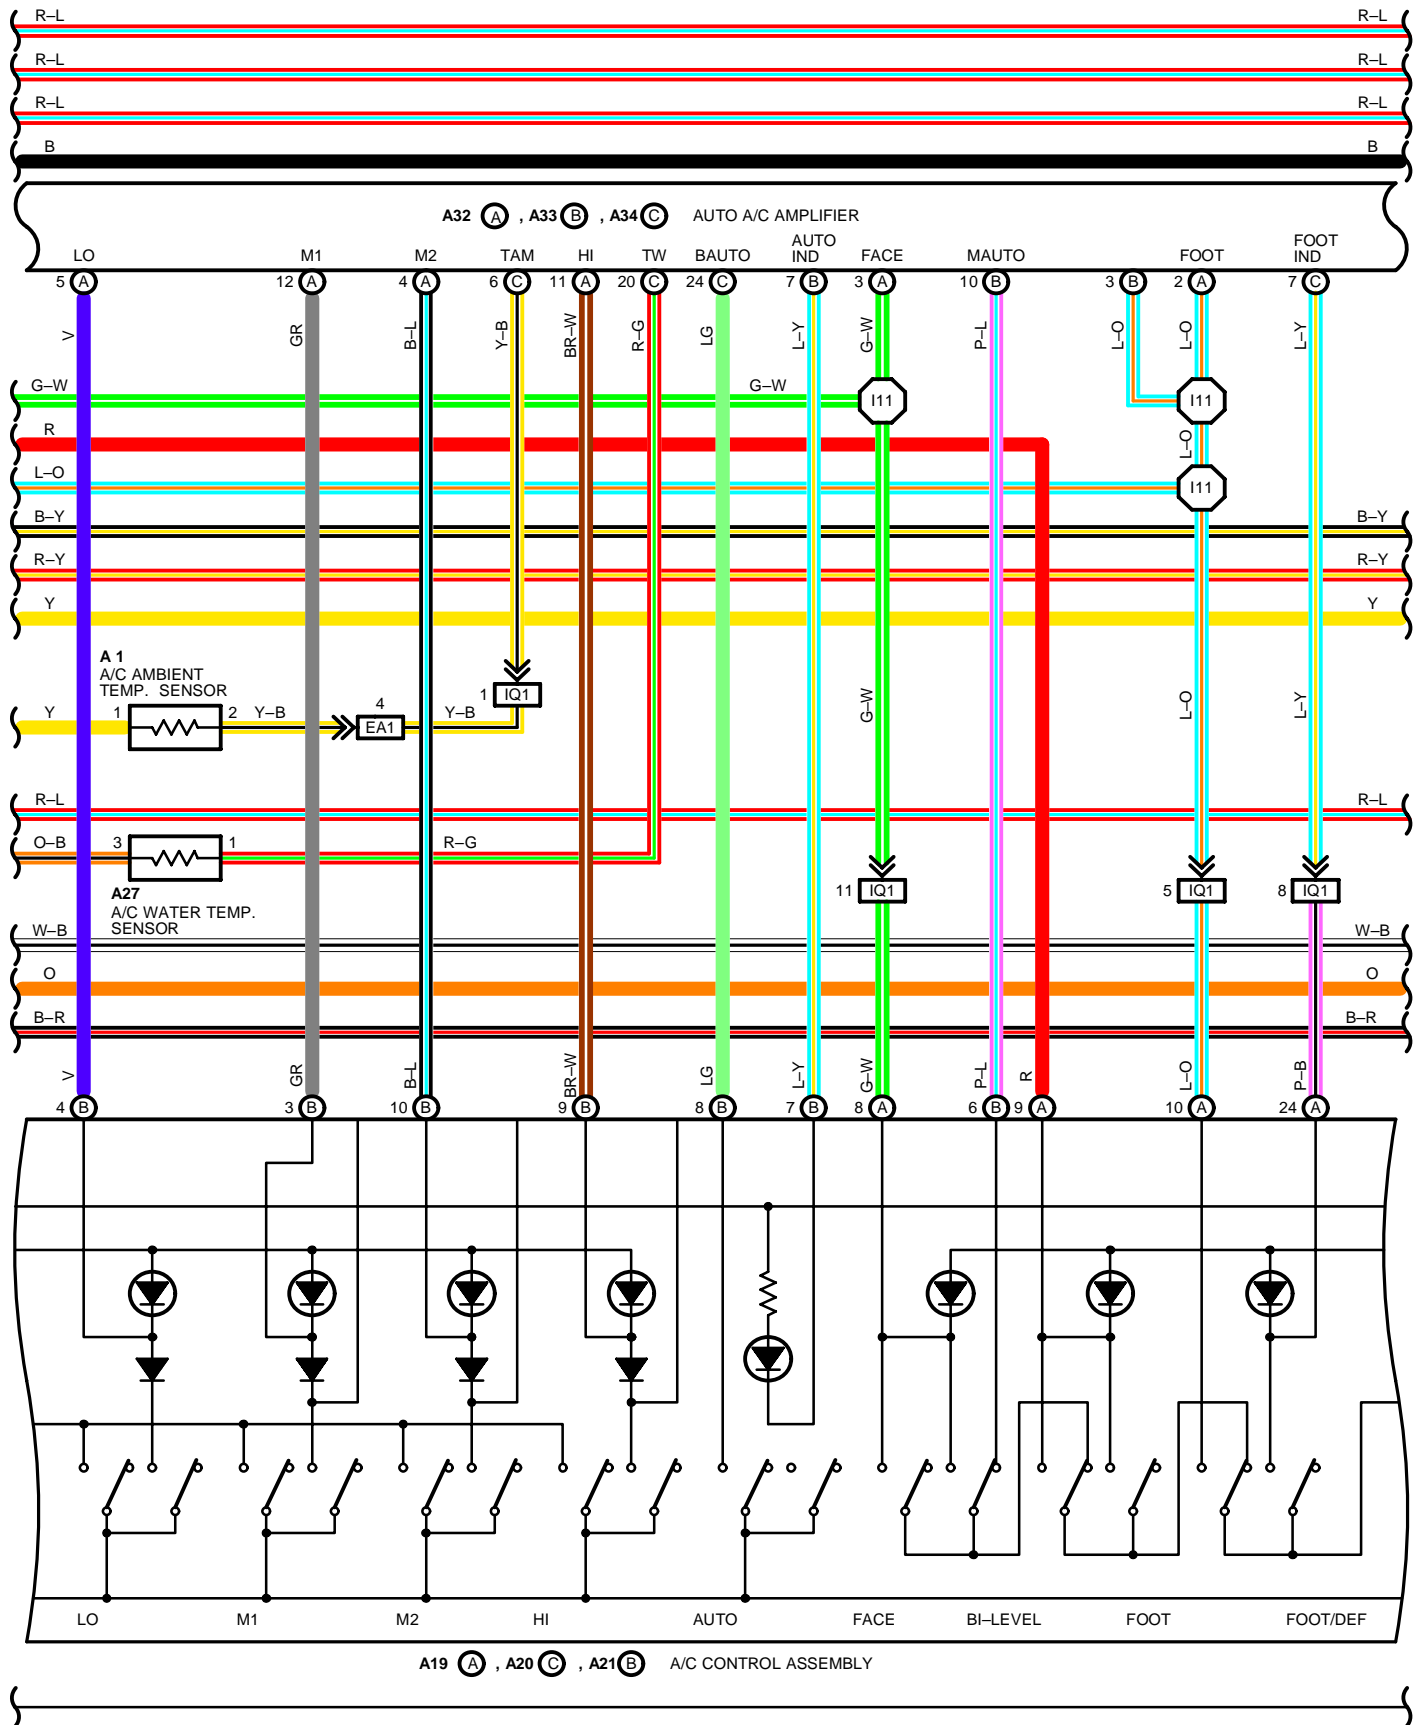 R–L R–L
R–L R–L
R–L R–L
B B
A32 A , A33 B , A34 C AUTO A/C AMPLIFIER
LO M1 M2 TAM HI TW BAUTO AUTO IND FACE MAUTO FOOT FOOT IND
5 A 12 A 4 A 6 C 11 A 20 C 24 C 7 B 3 A 10 B 3 B 2 A 7 C
V GR B–L Y–B BR–W R–G LG L–Y G–W P–L L–O L–O L–Y
G–W G–W I11 I11
R L–O
L–O I11
B–Y B–Y
R–Y R–Y
Y Y
A 1
A/C AMBIENT
TEMP. SENSOR
1 IQ1
Y 1 2 Y–B 4 EA1 Y–B G–W L–O L–Y
R–L R–L
O–B 3 1 R–G
A27
A/C WATER TEMP.
SENSOR
11 IQ1 5 IQ1 8 IQ1
W–B W–B
O O
B–R B–R
V GR B–L BR–W LG L–Y G–W P–L R L–O P–B
4 B 3 B 10 B 9 B 8 B 7 B 8 A 6 B 9 A 10 A 24 A
LO M1 M2 HI AUTO FACE BI–LEVEL FOOT FOOT/DEF
A19 A , A20 C , A21 B A/C CONTROL ASSEMBLY